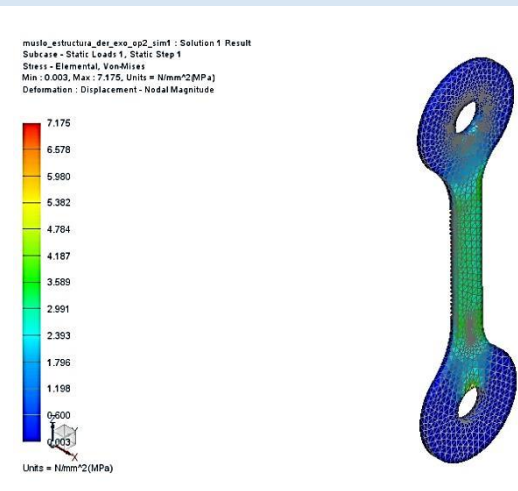 muslo_estructura_der_exo_op2_sim1 : Solution 1 Result
Subcase - Static Loads 1, Static Step 1
Stress - Elemental, Von-Mises
Min : 0.003, Max : 7.175, Units = N/mm^2(MPa)
Deformation : Displacement - Nodal Magnitude
7.175
6.578
5.980
5.382
4.784
4.187
3.589
2.991
2.393
1.796
1.198
0.600
0.003
X
Units = N/mm^2(MPa)